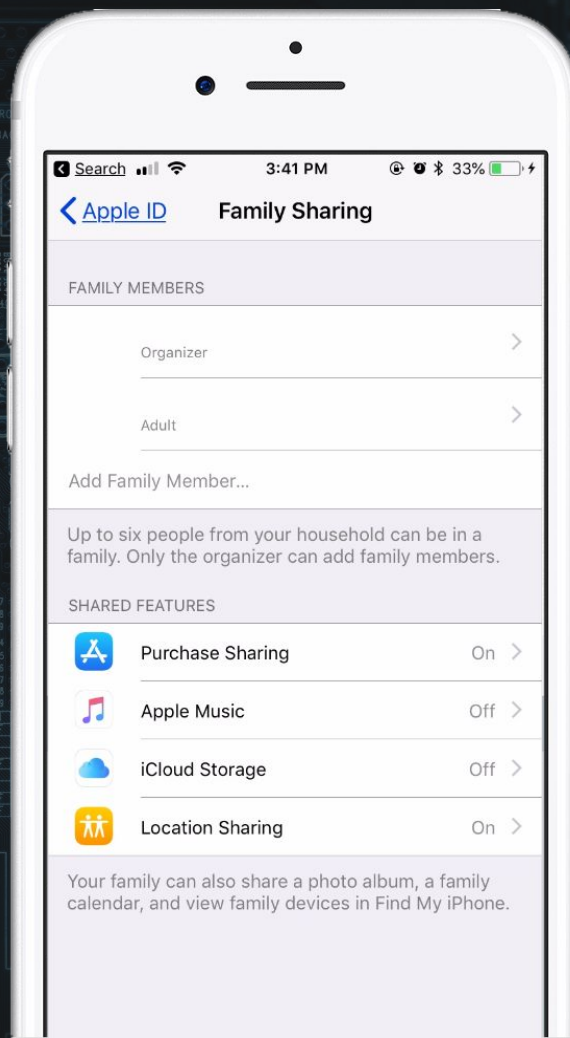 Search 3:41 PM 33%
Apple ID Family Sharing
FAMILY MEMBERS
Organizer
Adult
Add Family Member...
Up to six people from your household can be in a
family. Only the organizer can add family members.
SHARED FEATURES
Purchase Sharing On
Apple Music Off
iCloud Storage Off
Location Sharing On
Your family can also share a photo album, a family
calendar, and view family devices in Find My iPhone.